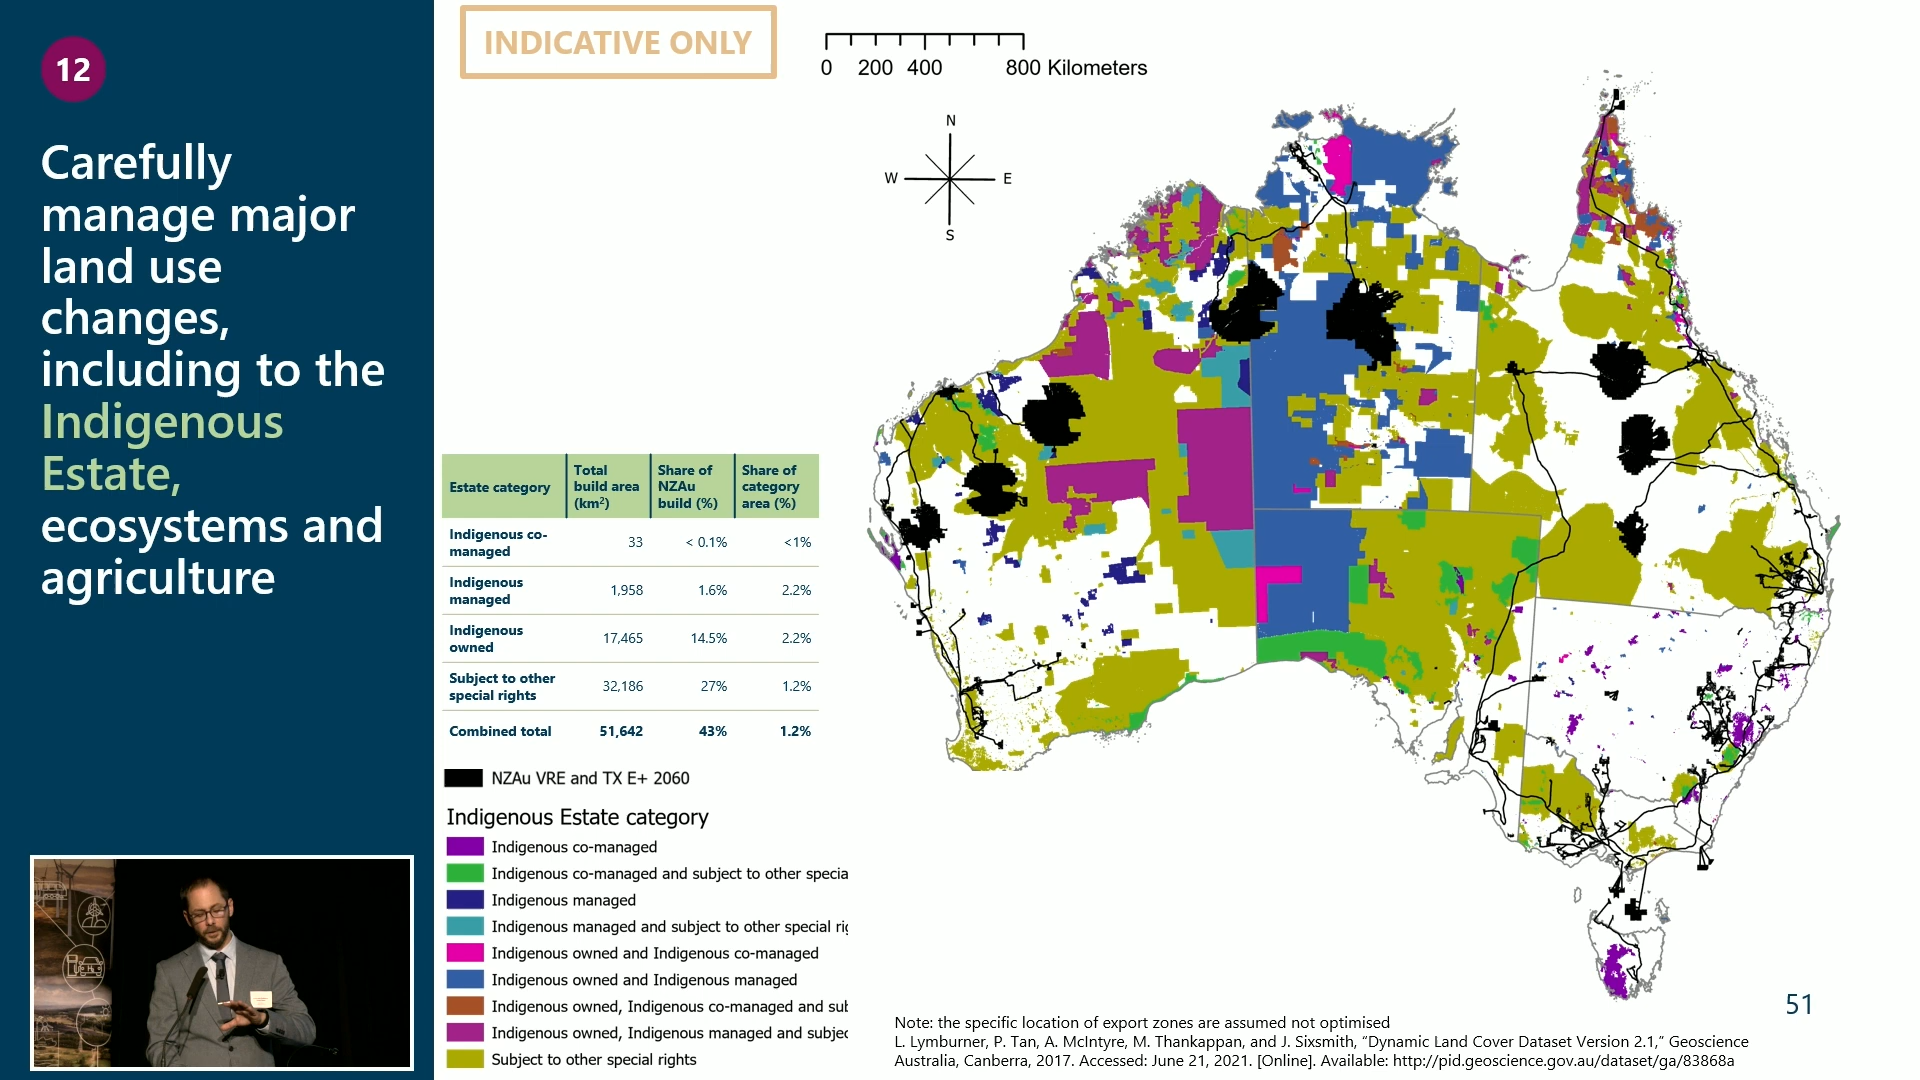 12
Carefully
manage major
land use
changes,
including to the
Indigenous
Estate,
ecosystems and
agriculture
INDICATIVE ONLY
0 200 400 800 Kilometers
N
W E
S
Estate category
Total
build area
(km²)
Share of
NZAu
build (%)
Share of
category
area (%)
Indigenous co-
managed
33 < 0.1% <1%
Indigenous
managed
1,958 1.6% 2.2%
Indigenous
owned
17,465 14.5% 2.2%
Subject to other
special rights
32,186 27% 1.2%
Combined total 51,642 43% 1.2%
NZAu VRE and TX E+ 2060
Indigenous Estate category
Indigenous co-managed
Indigenous co-managed and subject to other specia
Indigenous managed
Indigenous managed and subject to other special rig
Indigenous owned and Indigenous co-managed
Indigenous owned and Indigenous managed
Indigenous owned, Indigenous co-managed and sub
Indigenous owned, Indigenous managed and subjec
Subject to other special rights
51
Note: the specific location of export zones are assumed not optimised
L. Lymburner, P. Tan, A. McIntyre, M. Thankappan, and J. Sixsmith, “Dynamic Land Cover Dataset Version 2.1,” Geoscience
Australia, Canberra, 2017. Accessed: June 21, 2021. [Online]. Available: http://pid.geoscience.gov.au/dataset/ga/83868a